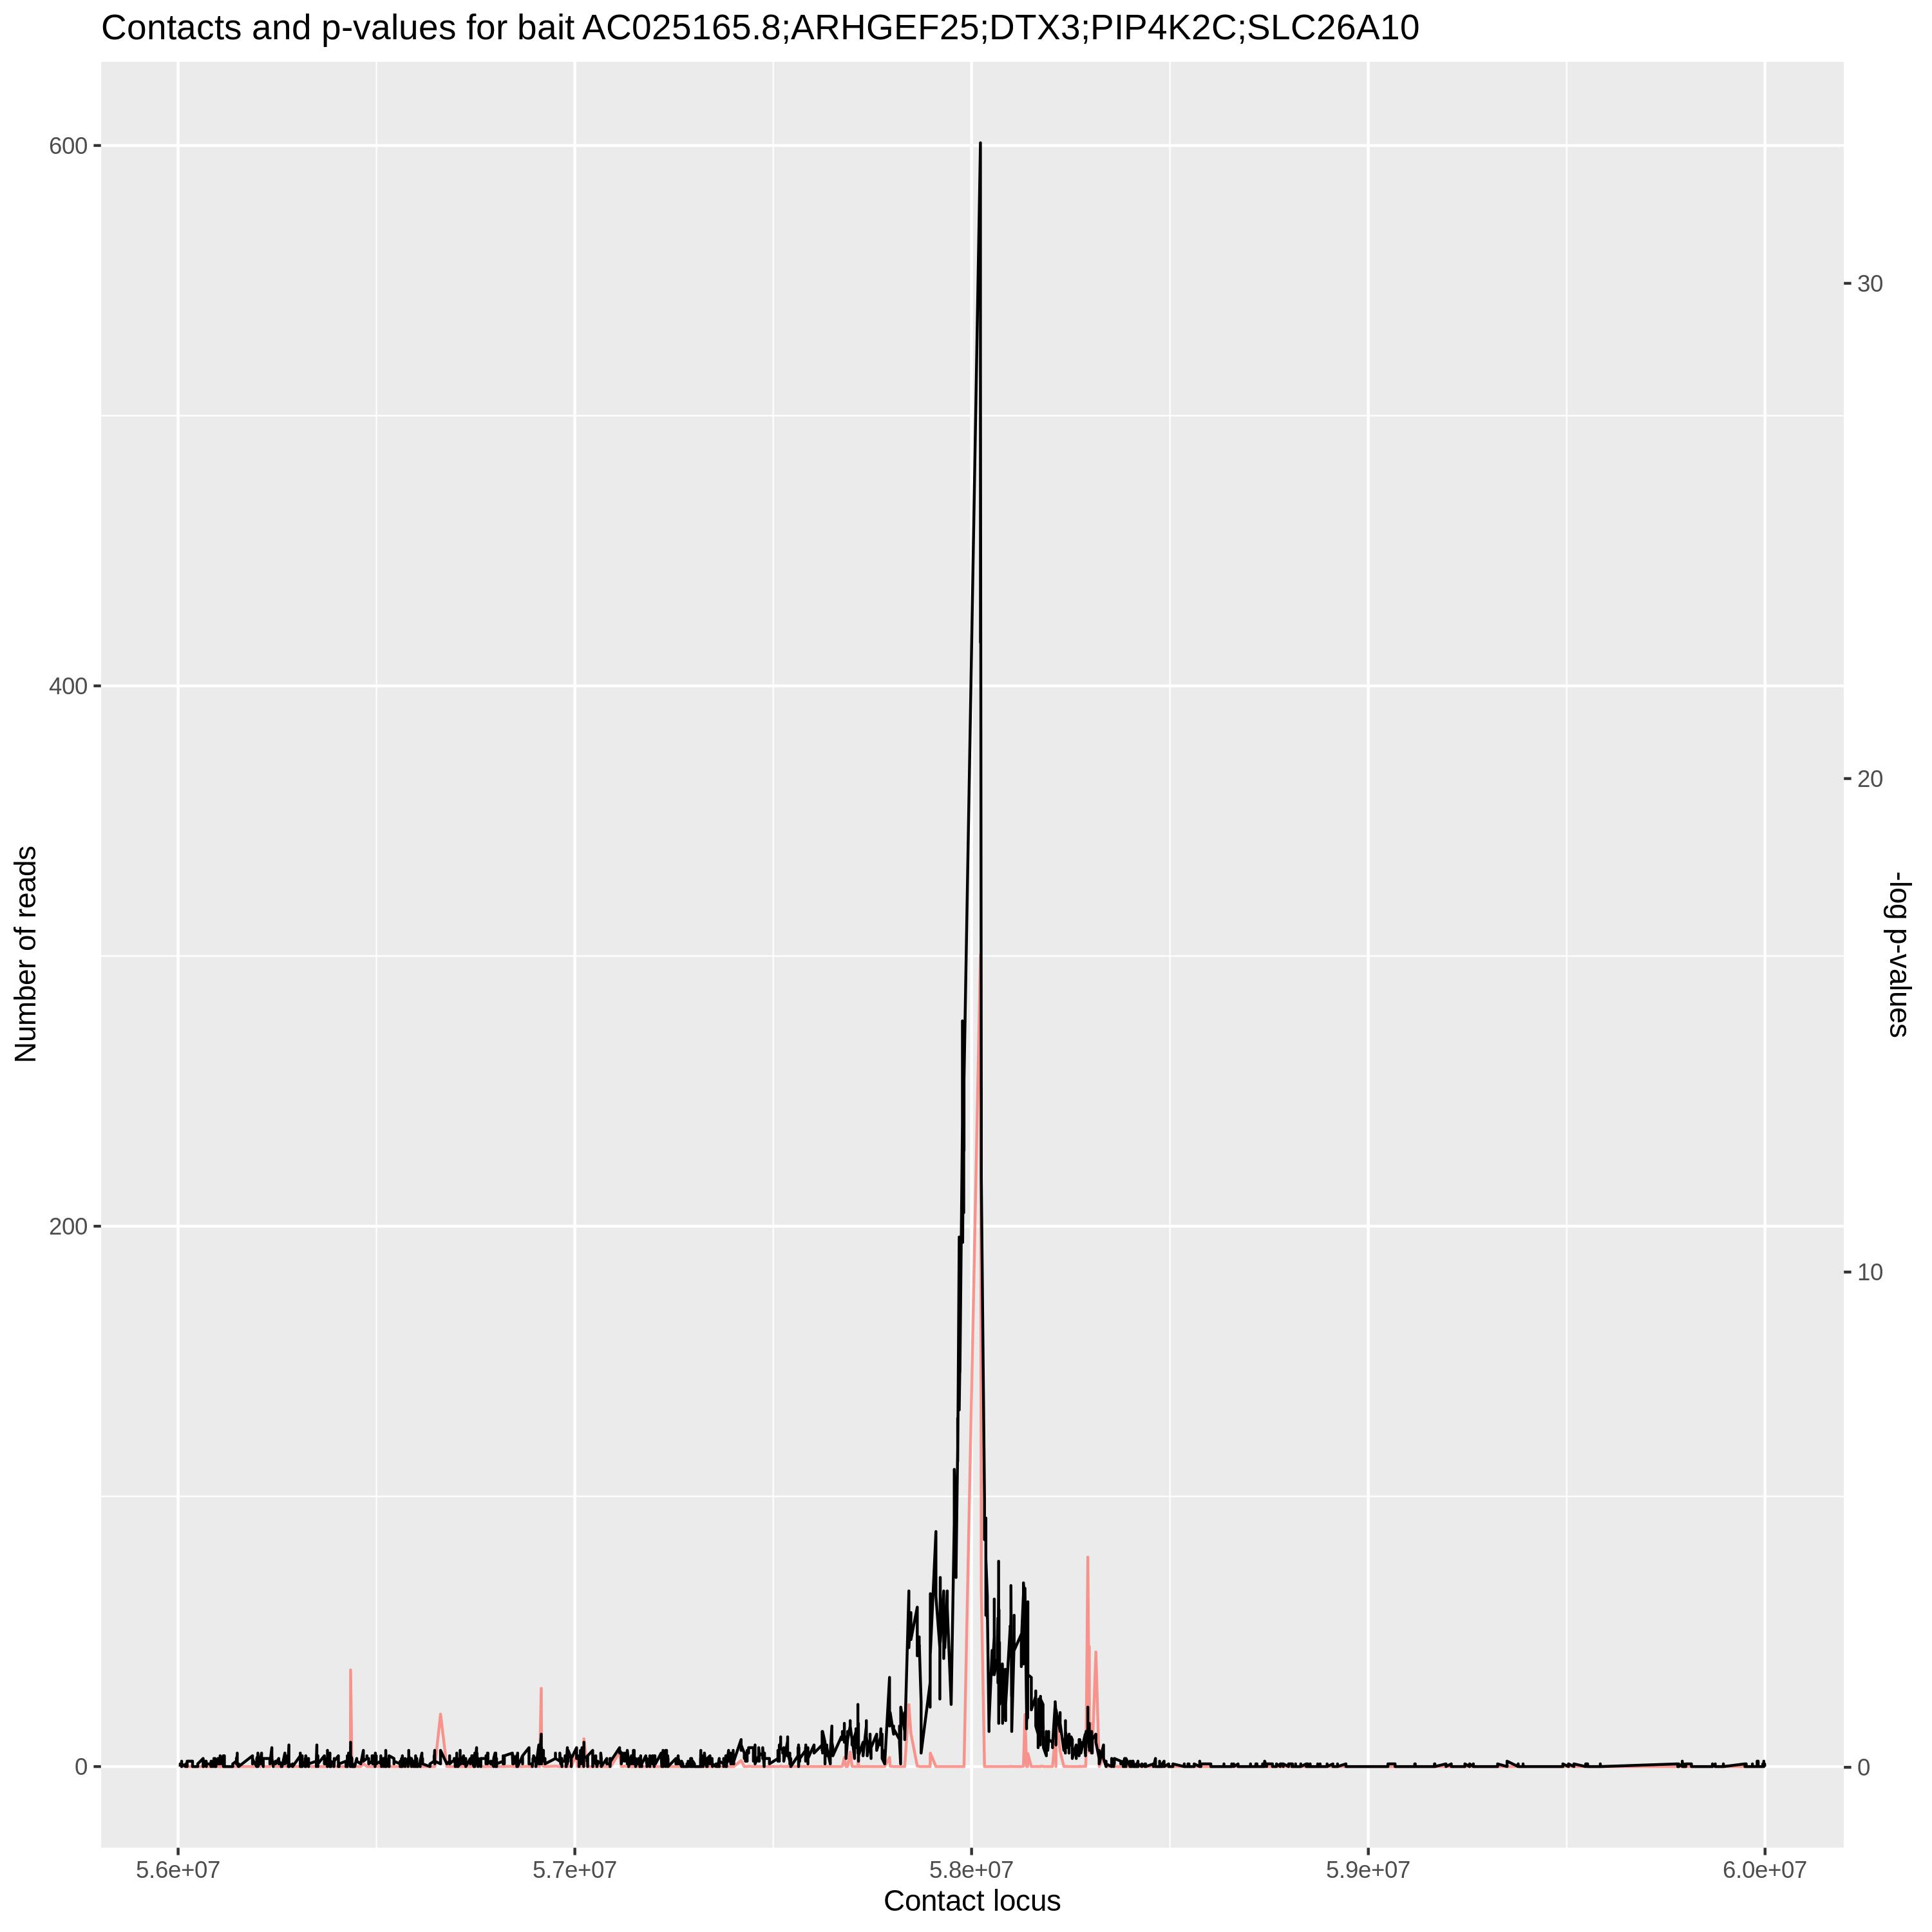 Contacts and p-values for bait AC025165.8;ARHGEF25;DTX3;PIP4K2C;SLC26A10
600
400
200
0
Number of reads
30
20
10
0
-log p-values
5.6e+07 5.7e+07 5.8e+07 5.9e+07 6.0e+07
Contact locus